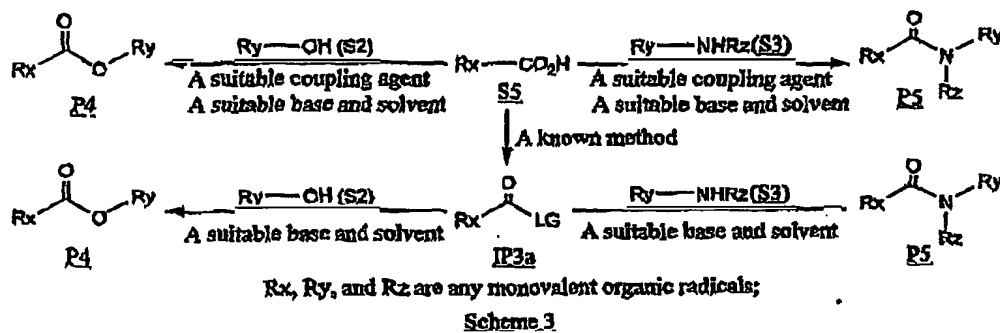 O O
Rx O Ry Ry—OH (S2) Rx—CO2H Ry—NHRz(S3) Rx N Ry
A suitable coupling agent S5 A suitable coupling agent Rz
P4 A suitable base and solvent A suitable base and solvent P5
A known method
O O O
Rx O Ry Ry—OH (S2) Rx LG Ry—NHRz(S3) Rx N Ry
A suitable base and solvent A suitable base and solvent Rz
P4 IP3a P5
Rx, Ry, and Rz are any monovalent organic radicals;
Scheme 3